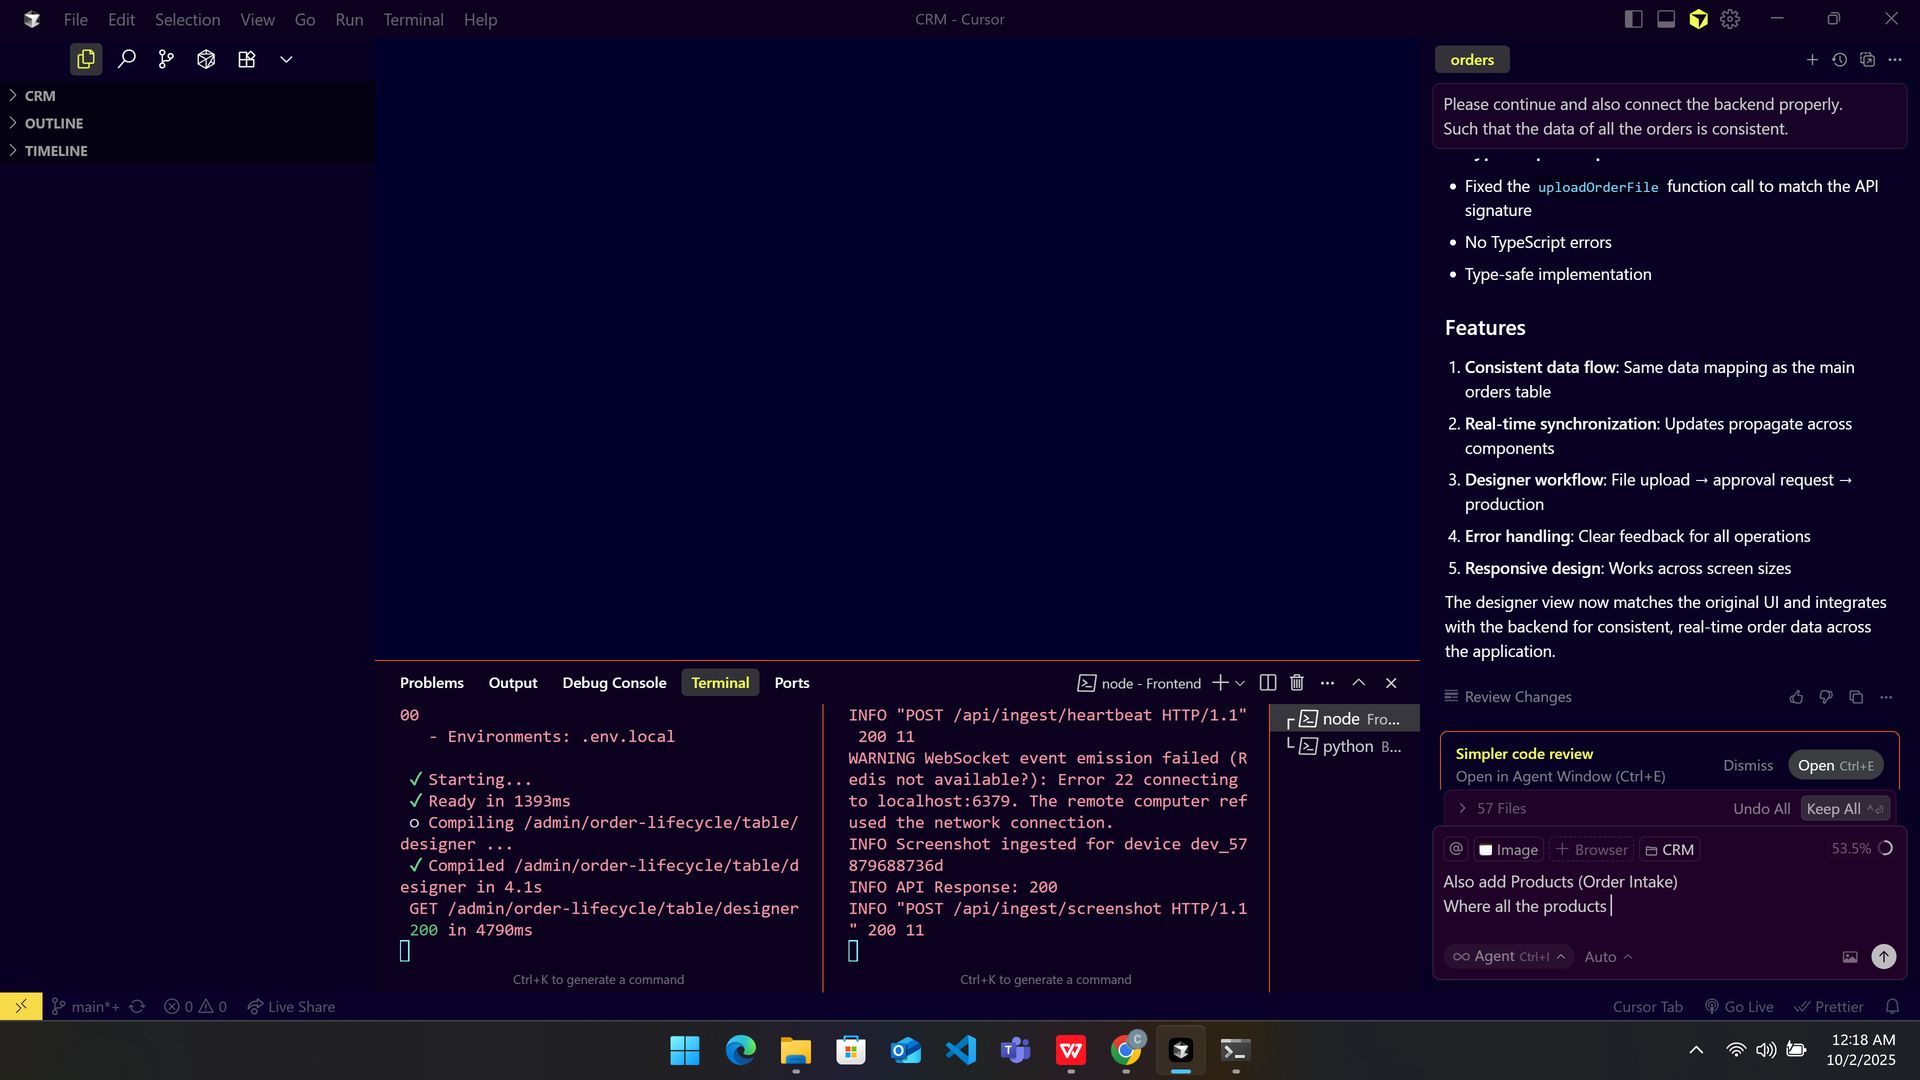 File Edit Selection View Go Run Terminal Help
CRM - Cursor
CRM
OUTLINE
TIMELINE
Problems Output Debug Console Terminal Ports
node - Frontend
00
- Environments: .env.local
✓ Starting...
✓ Ready in 1393ms
○ Compiling /admin/order-lifecycle/table/
designer ...
✓ Compiled /admin/order-lifecycle/table/d
esigner in 4.1s
GET /admin/order-lifecycle/table/designer
200 in 4790ms
Ctrl+K to generate a command
INFO "POST /api/ingest/heartbeat HTTP/1.1"
200 11
WARNING WebSocket event emission failed (R
edis not available?): Error 22 connecting
to localhost:6379. The remote computer ref
used the network connection.
INFO Screenshot ingested for device dev_57
879688736d
INFO API Response: 200
INFO "POST /api/ingest/screenshot HTTP/1.1
" 200 11
Ctrl+K to generate a command
node Fro...
python B...
orders
Please continue and also connect the backend properly.
Such that the data of all the orders is consistent.
• Fixed the uploadOrderFile function call to match the API
signature
• No TypeScript errors
• Type-safe implementation
Features
1. Consistent data flow: Same data mapping as the main
orders table
2. Real-time synchronization: Updates propagate across
components
3. Designer workflow: File upload → approval request →
production
4. Error handling: Clear feedback for all operations
5. Responsive design: Works across screen sizes
The designer view now matches the original UI and integrates
with the backend for consistent, real-time order data across
the application.
Review Changes
Simpler code review
Open in Agent Window (Ctrl+E)
Dismiss Open Ctrl+E
57 Files Undo All Keep All
@ Image + Browser CRM 53.5%
Also add Products (Order Intake)
Where all the products
Agent Ctrl+I Auto
main*+ 0 0 Live Share
Cursor Tab Go Live Prettier
C
12:18 AM
10/2/2025